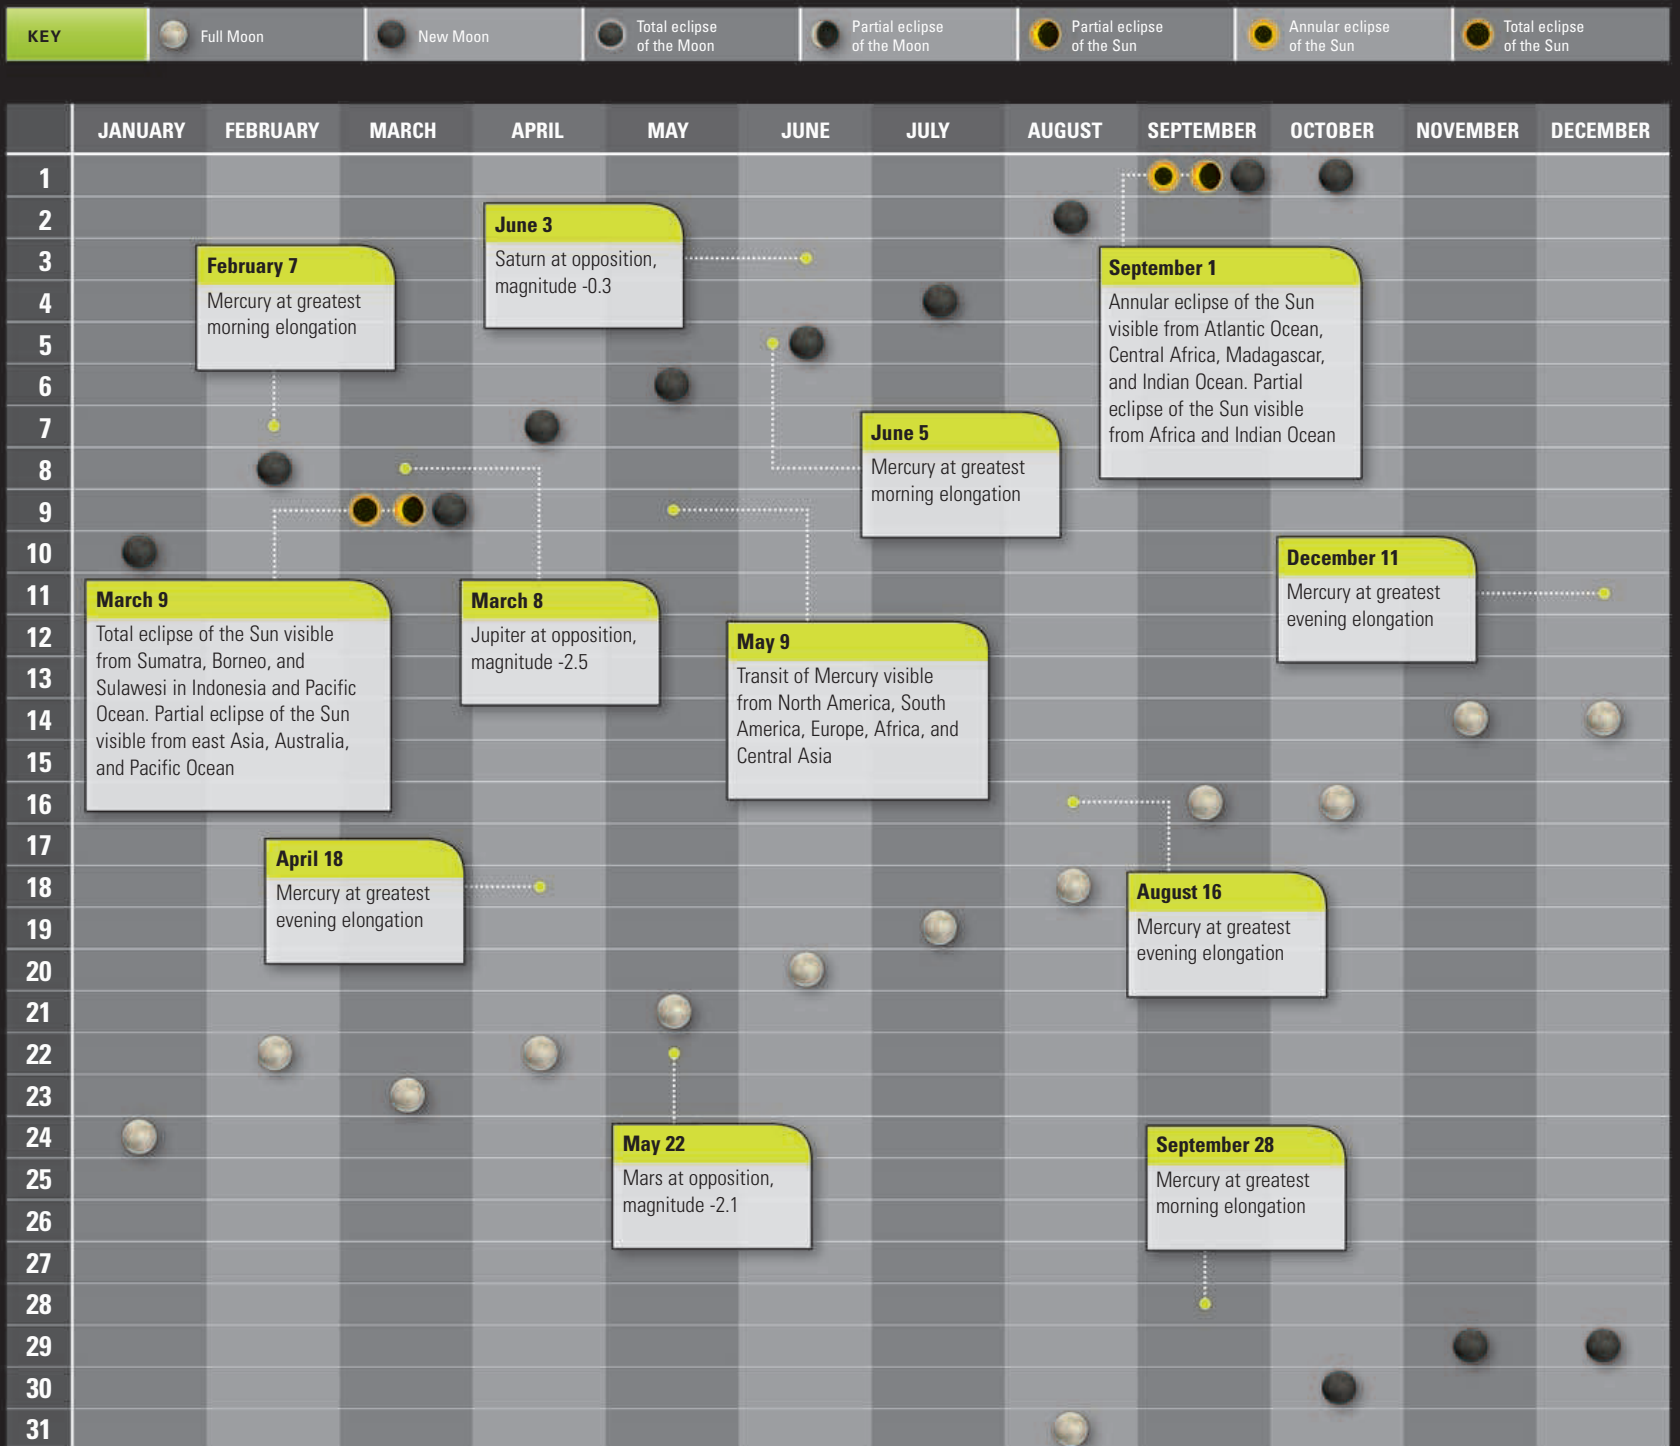 KEY
Full Moon
New Moon
Total eclipse
of the Moon
Partial eclipse
of the Moon
Partial eclipse
of the Sun
Annular eclipse
of the Sun
Total eclipse
of the Sun
JANUARY FEBRUARY MARCH APRIL MAY JUNE JULY AUGUST SEPTEMBER OCTOBER NOVEMBER DECEMBER
1
2
3
4
5
6
7
8
9
10
11
12
13
14
15
16
17
18
19
20
21
22
23
24
25
26
27
28
29
30
31
June 3
Saturn at opposition,
magnitude -0.3
February 7
Mercury at greatest
morning elongation
September 1
Annular eclipse of the Sun
visible from Atlantic Ocean,
Central Africa, Madagascar,
and Indian Ocean. Partial
eclipse of the Sun visible
from Africa and Indian Ocean
June 5
Mercury at greatest
morning elongation
December 11
Mercury at greatest
evening elongation
March 9
Total eclipse of the Sun visible
from Sumatra, Borneo, and
Sulawesi in Indonesia and Pacific
Ocean. Partial eclipse of the Sun
visible from east Asia, Australia,
and Pacific Ocean
March 8
Jupiter at opposition,
magnitude -2.5
May 9
Transit of Mercury visible
from North America, South
America, Europe, Africa, and
Central Asia
April 18
Mercury at greatest
evening elongation
August 16
Mercury at greatest
evening elongation
May 22
Mars at opposition,
magnitude -2.1
September 28
Mercury at greatest
morning elongation